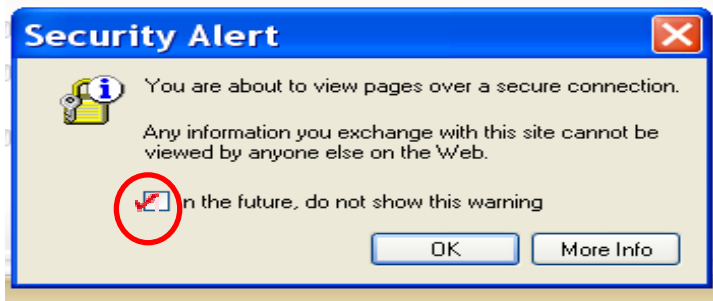 Security Alert
You are about to view pages over a secure connection.
Any information you exchange with this site cannot be
viewed by anyone else on the Web.
In the future, do not show this warning
OK
More Info